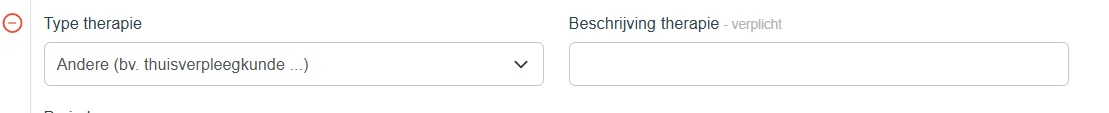 Type therapie
Beschrijving therapie - verplicht
Andere (bv. thuisverpleegkunde ...)